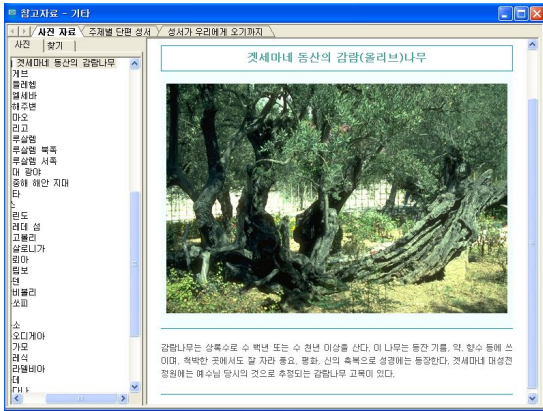 참고자료 - 기타
사진 자료 주제별 단편 성서 성서가 우리에게 오기까지
사진 찾기
겟세마네 동산의 감람나무
게브
틀레헴
엘세바
해주변
마오
리고
루살렘
루살렘 북쪽
루살렘 서쪽
대 광야
중해 해안 지대
타
린도
레데 섬
고볼리
살로니가
뢰아
립보
덴
비볼리
쏘피
소
오디게아
가모
레식
라델비아
데
겟세마네 동산의 감람(올리브)나무
감람나무는 상록수로 수 백년 또는 수 천년 이상을 산다. 이 나무는 등잔 기름, 약, 향수 등에 쓰
이며, 척박한 곳에서도 잘 자라 풍요, 평화, 신의 축복으로 성경에는 등장한다. 겟세마네 대성전
정원에는 예수님 당시의 것으로 추정되는 감람나무 고목이 있다.